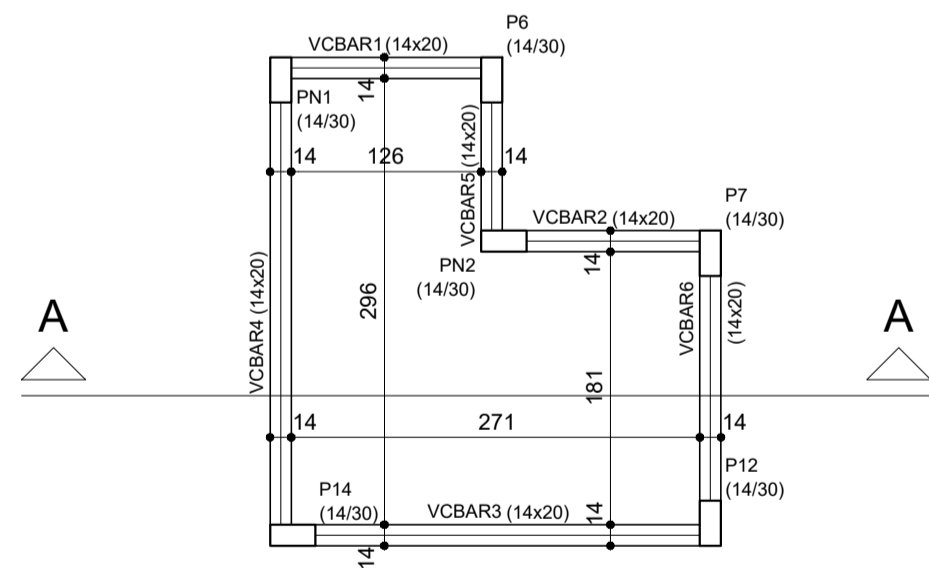 P6
(14/30)
VCBAR1(14x20)
14
PN1
(14/30)
14
126
14
VCBAR5 (14x20)
P7
(14/30)
VCBAR2 (14x20)
PN2
(14/30)
14
VCBAR4 (14x20)
296
VCBAR6
(14x20)
A
A
181
14
271
14
P12
(14/30)
P14
(14/30)
VCBAR3 (14x20)
14
14